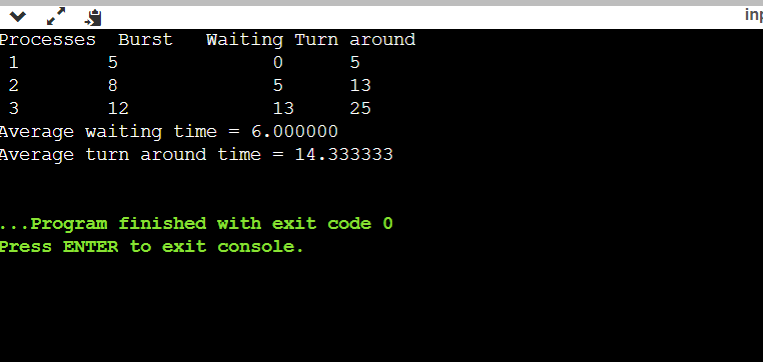 inp
Processes  Burst   Waiting Turn around
1        5              0      5
2        8              5      13
3        12             13     25
Average waiting time = 6.000000
Average turn around time = 14.333333
...Program finished with exit code 0
Press ENTER to exit console.